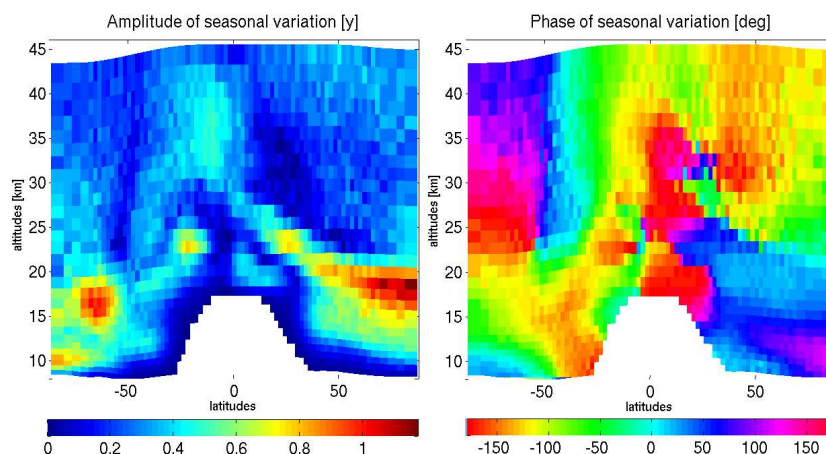 Amplitude of seasonal variation [y]
45
40
35
30
25
20
15
10
altitudes [km]
-50 0 50
latitudes
0 0.2 0.4 0.6 0.8 1
Phase of seasonal variation [deg]
45
40
35
30
25
20
15
10
altitudes [km]
-50 0 50
latitudes
-150 -100 -50 0 50 100 150